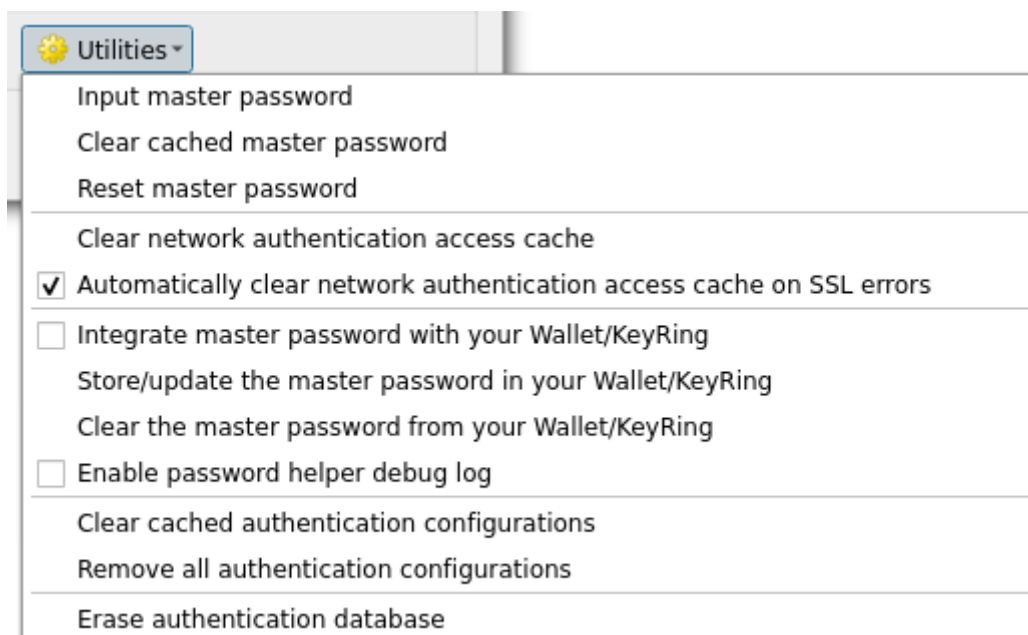 Utilities
Input master password
Clear cached master password
Reset master password
Clear network authentication access cache
Automatically clear network authentication access cache on SSL errors
Integrate master password with your Wallet/KeyRing
Store/update the master password in your Wallet/KeyRing
Clear the master password from your Wallet/KeyRing
Enable password helper debug log
Clear cached authentication configurations
Remove all authentication configurations
Erase authentication database